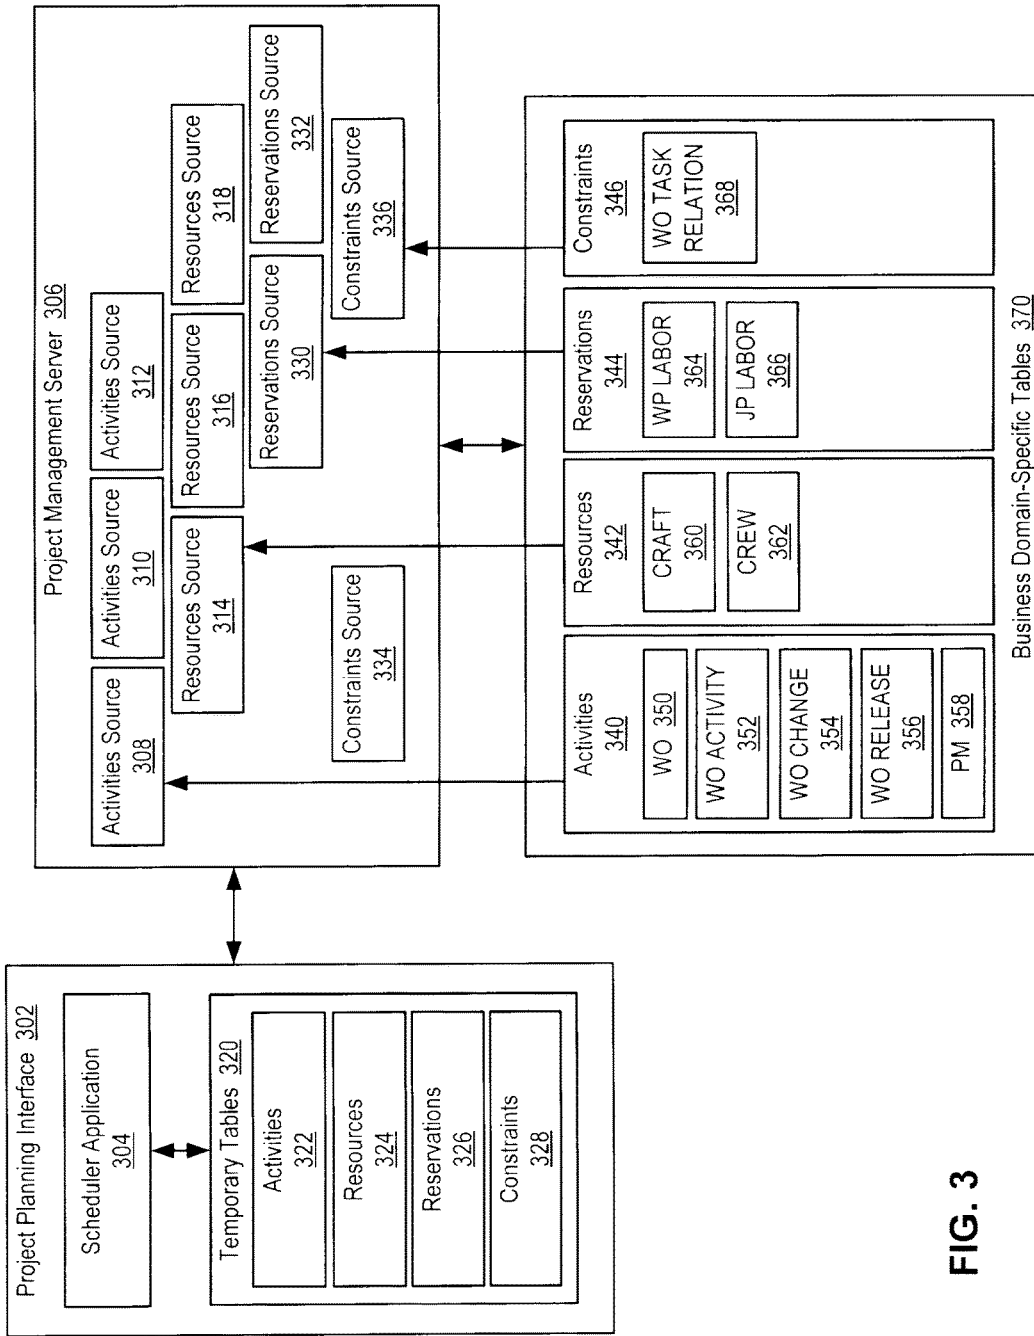 Project Planning Interface 302
Scheduler Application
304
Temporary Tables 320
Activities
322
Resources
324
Reservations
326
Constraints
328
Project Management Server 306
Activities Source
308
Activities Source
310
Activities Source
312
Resources Source
314
Resources Source
316
Resources Source
318
Reservations Source
330
Reservations Source
332
Constraints Source
334
Constraints Source
336
Activities
340
WO 350
WO ACTIVITY
352
WO CHANGE
354
WO RELEASE
356
PM 358
Resources
342
CRAFT
360
CREW
362
Reservations
344
WP LABOR
364
JP LABOR
366
Constraints
346
WO TASK
RELATION
368
Business Domain-Specific Tables 370
FIG. 3